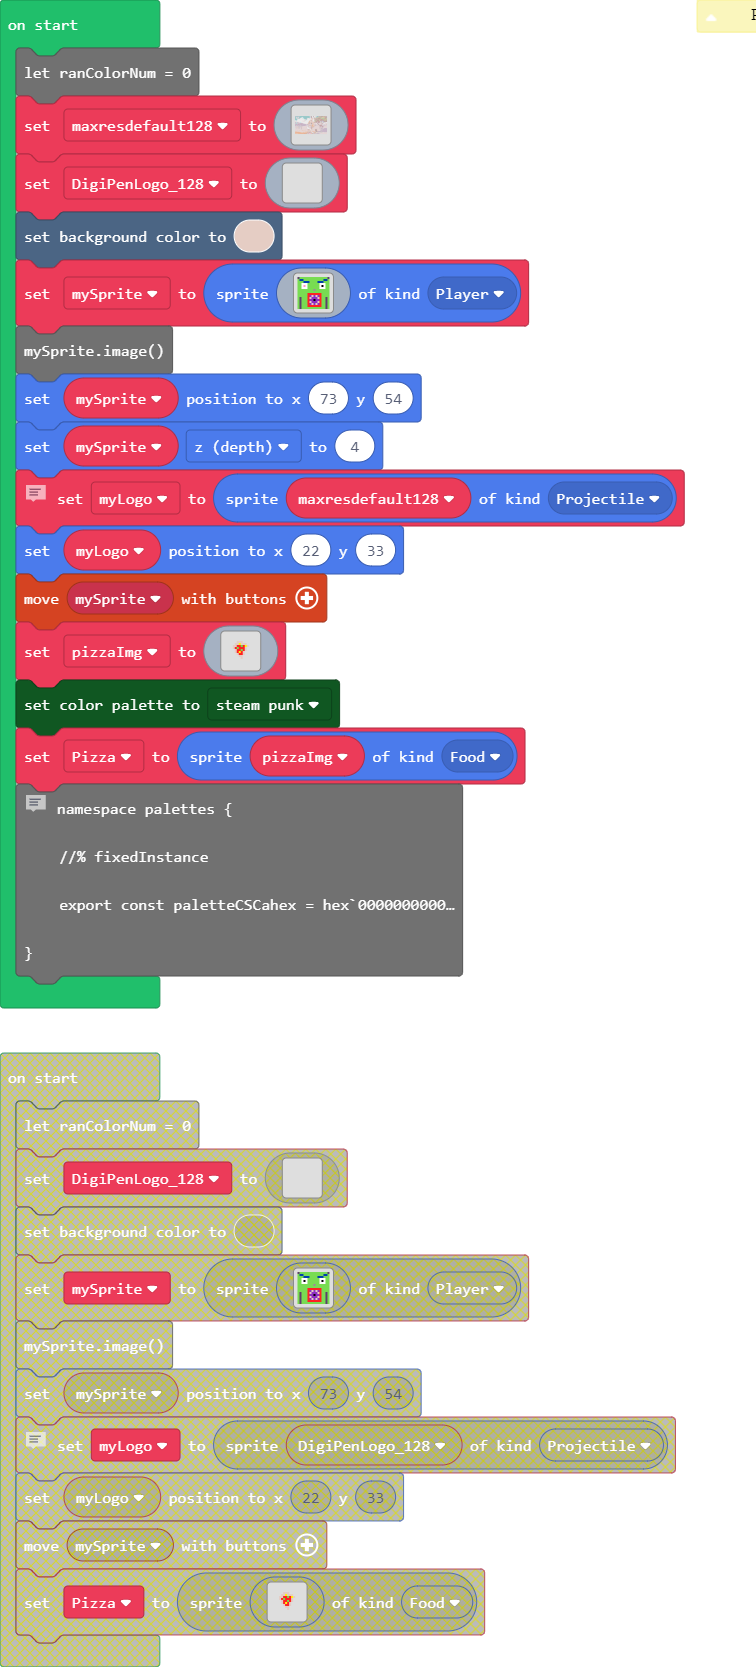 on start
let ranColorNum = 0
set maxresdefault128 to
set DigiPenLogo_128 to
set background color to
set mySprite to sprite of kind Player
mySprite.image()
set mySprite position to x 73 y 54
set mySprite z (depth) to 4
set myLogo to sprite maxresdefault128 of kind Projectile
set myLogo position to x 22 y 33
move mySprite with buttons
set pizzaImg to
set color palette to steam punk
set Pizza to sprite pizzaImg of kind Food
namespace palettes {
//% fixedInstance
export const paletteCSCahex = hex`0000000000…
}
on start
let ranColorNum = 0
set DigiPenLogo_128 to
set background color to
set mySprite to sprite of kind Player
mySprite.image()
set mySprite position to x 73 y 54
set myLogo to sprite DigiPenLogo_128 of kind Projectile
set myLogo position to x 22 y 33
move mySprite with buttons
set Pizza to sprite of kind Food